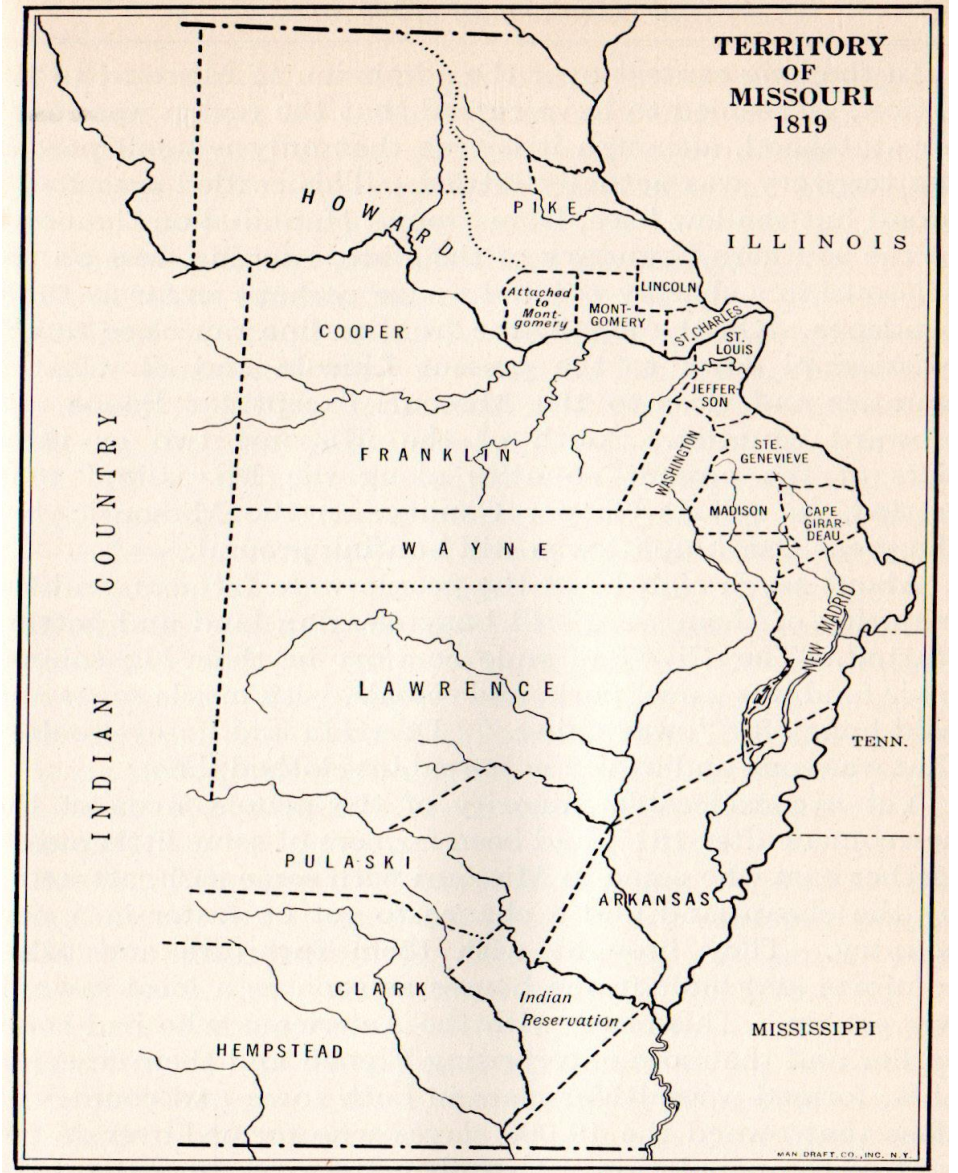 TERRITORY
OF
MISSOURI
1819
HOWARD
PIKE
ILLINOIS
LINCOLN
(Attached
to
Mont-
gomery)
MONT-
GOMERY
ST. CHARLES
ST.
LOUIS
COOPER
JEFFER-
SON
FRANKLIN
WASHINGTON
STE.
GENEVIEVE
MADISON
CAPE
GIRAR-
DEAU
WAYNE
NEW MADRID
INDIAN COUNTRY
LAWRENCE
TENN.
PULASKI
ARKANSAS
CLARK
Indian
Reservation
HEMPSTEAD
MISSISSIPPI
MAN. DRAFT. CO., INC. N.Y.